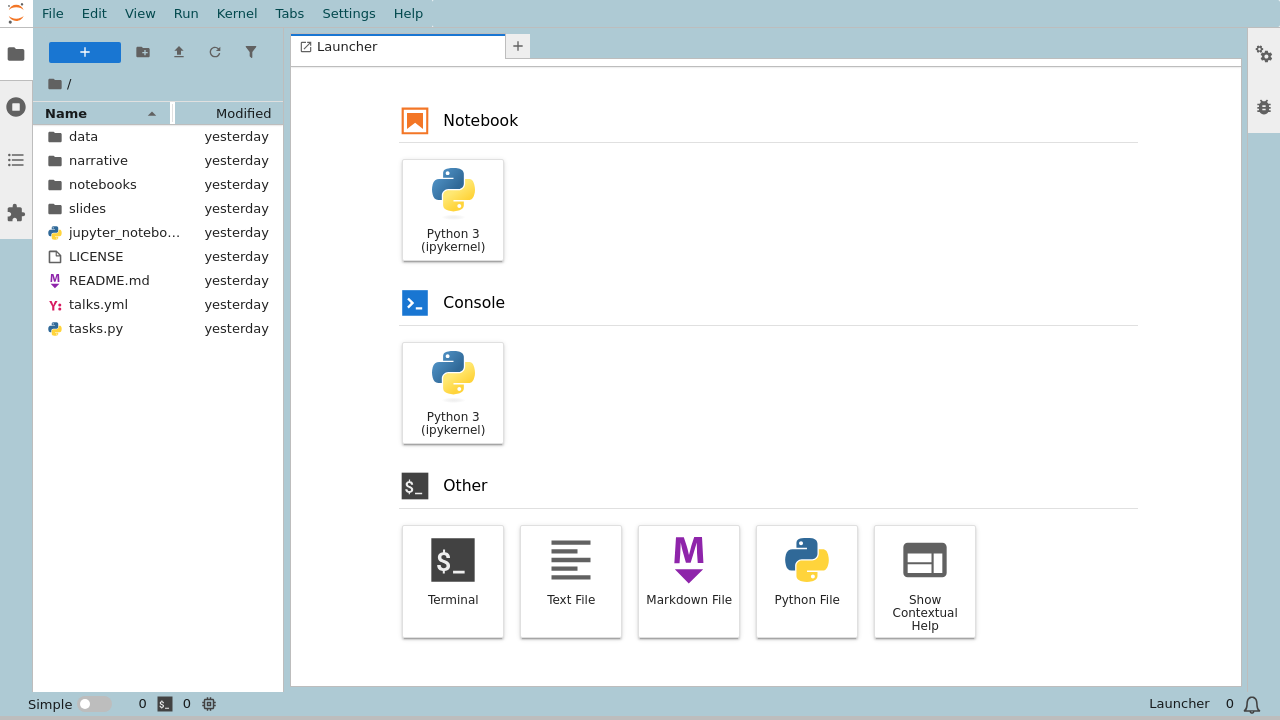 File Edit View Run Kernel Tabs Settings Help
Launcher
/
Name Modified
data yesterday
narrative yesterday
notebooks yesterday
slides yesterday
jupyter_notebo… yesterday
LICENSE yesterday
README.md yesterday
talks.yml yesterday
tasks.py yesterday
Notebook
Python 3
(ipykernel)
Console
Python 3
(ipykernel)
$_ Other
$_
Terminal
Text File
M
Markdown File
Python File
Show
Contextual
Help
Simple 0 $_ 0 Launcher 0